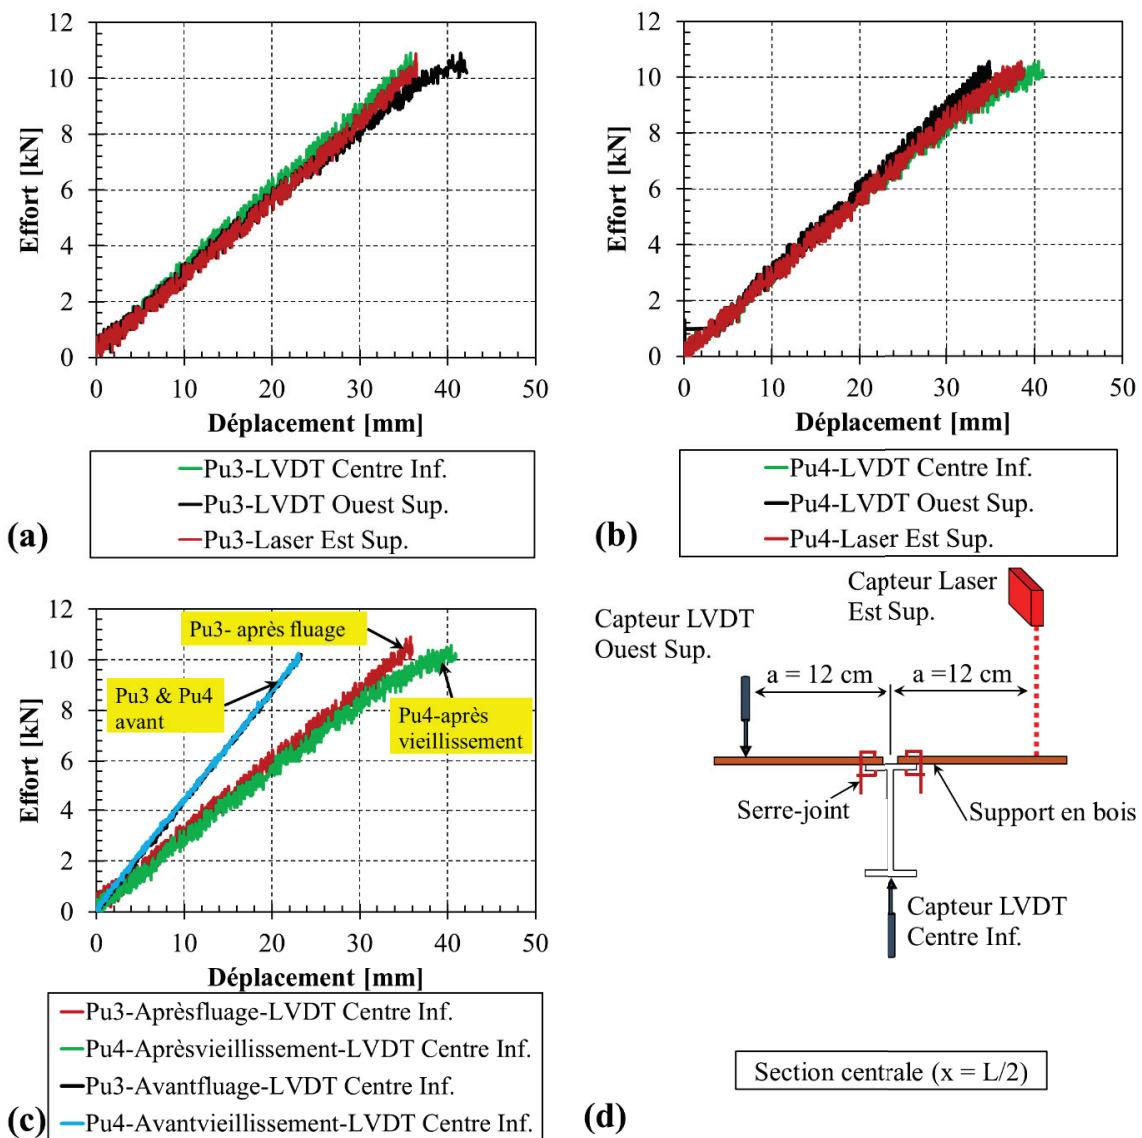 12
10
8
6
4
2
0
Effort [kN]
0 10 20 30 40 50
Déplacement [mm]
Pu3-LVDT Centre Inf.
Pu3-LVDT Ouest Sup.
Pu3-Laser Est Sup.
(a)
12
10
8
6
4
2
0
Effort [kN]
0 10 20 30 40 50
Déplacement [mm]
Pu4-LVDT Centre Inf.
Pu4-LVDT Ouest Sup.
Pu4-Laser Est Sup.
(b)
12
10
8
6
4
2
0
Effort [kN]
Pu3- après fluage
Pu3 & Pu4
avant
Pu4-après
vieillissement
0 10 20 30 40 50
Déplacement [mm]
Pu3-Aprèsfluage-LVDT Centre Inf.
Pu4-Aprèsvieillissement-LVDT Centre Inf.
Pu3-Avantfluage-LVDT Centre Inf.
Pu4-Avantvieillissement-LVDT Centre Inf.
(c)
Capteur Laser
Est Sup.
Capteur LVDT
Ouest Sup.
a = 12 cm
a =12 cm
Serre-joint
Support en bois
Capteur LVDT
Centre Inf.
Section centrale (x = L/2)
(d)